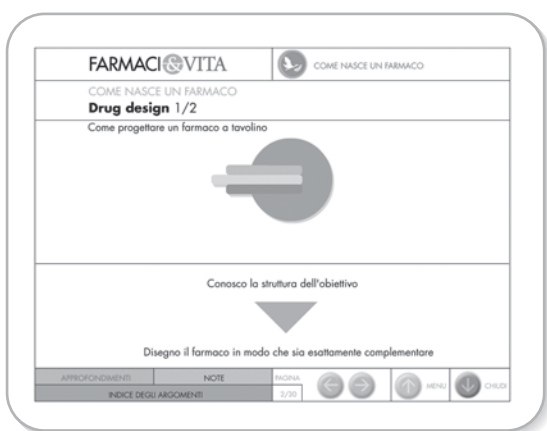 FARMACI&VITA
COME NASCE UN FARMACO
COME NASCE UN FARMACO
Drug design 1/2
Come progettare un farmaco a tavolino
Conosco la struttura dell'obiettivo
Disegno il farmaco in modo che sia esattamente complementare
APPROFONDIMENTI
NOTE
PAGINA
MENU
CHIUDI
INDICE DEGLI ARGOMENTI
2/30